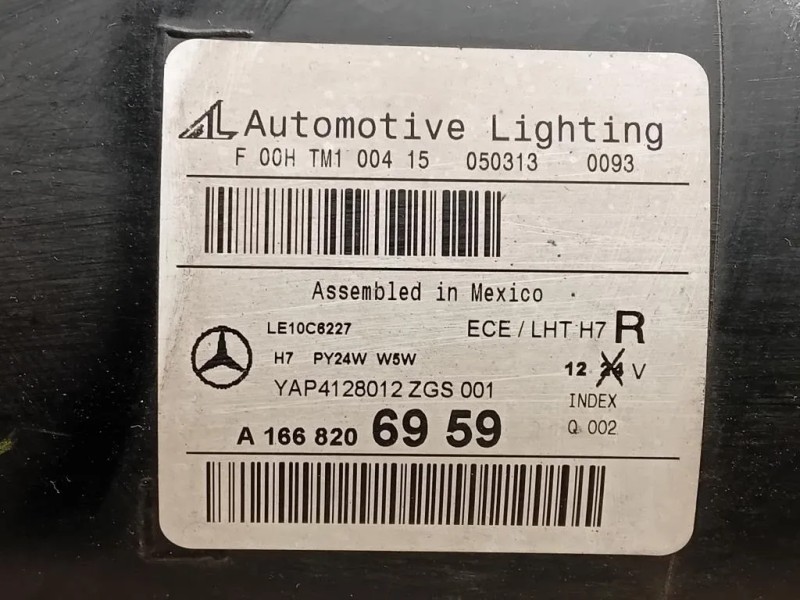 AL Automotive Lighting
F 00H TM1 004 15 050313 0093
Assembled in Mexico
LE10C6227 ECE / LHT H7 R
H7 PY24W W5W 12 24 V
YAP4128012 ZGS 001 INDEX
A 166 820 69 59 Q 002